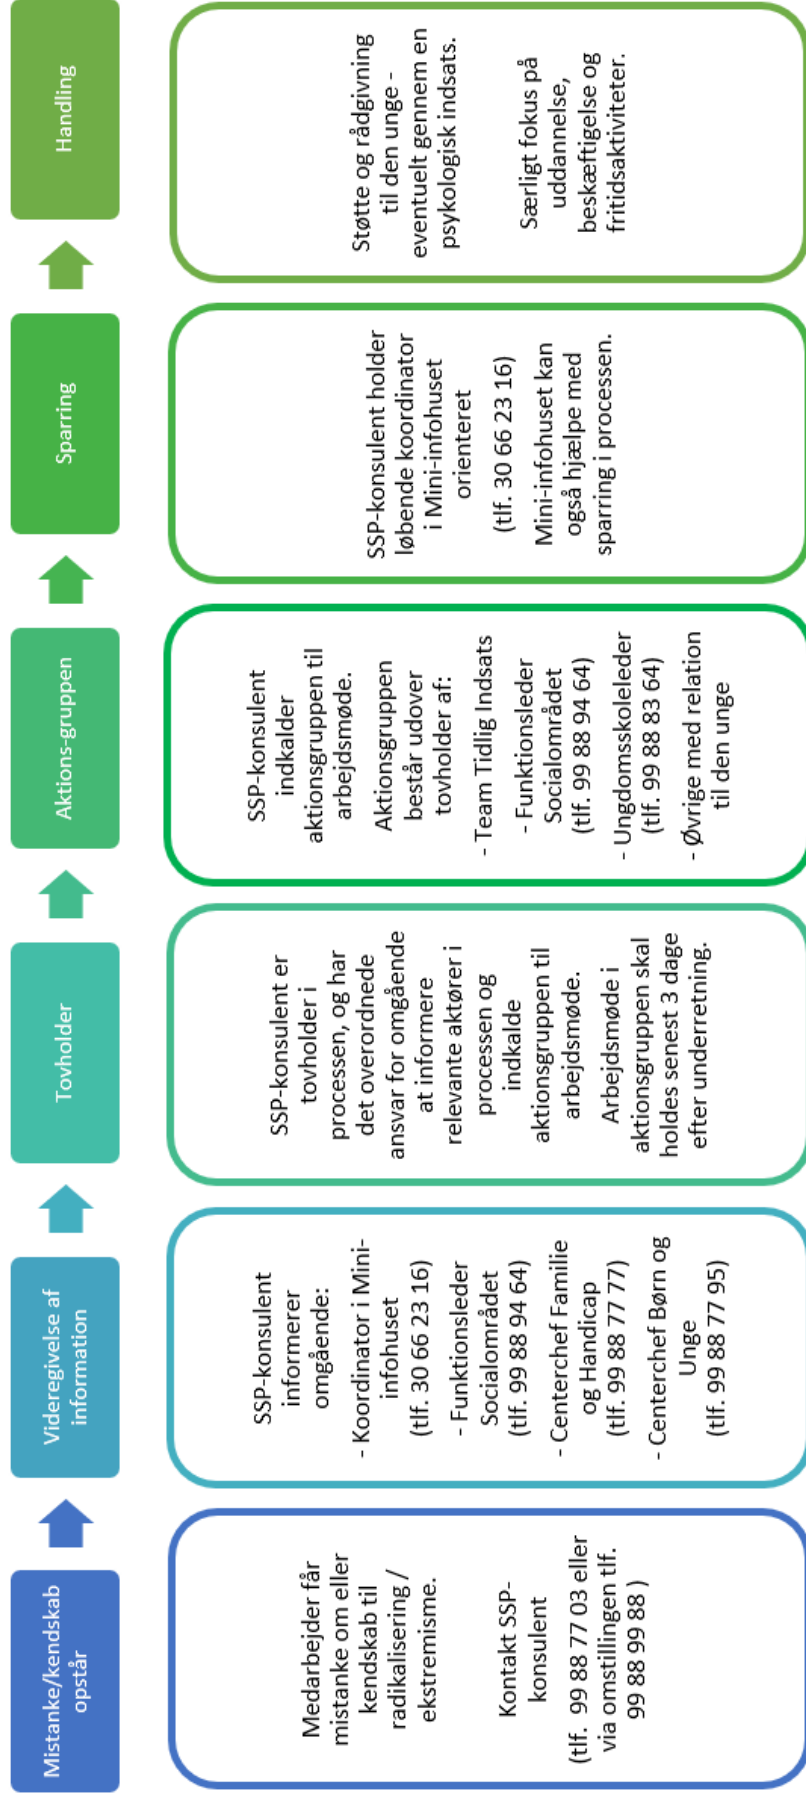 Mistanke/kendskab
opstår
Medarbejder får
mistanke om eller
kendskab til
radikalisering /
ekstremisme.
Kontakt SSP-
konsulent
(tlf. 99 88 77 03 eller
via omstillingen tlf.
99 88 99 88 )
Videregivelse af
information
SSP-konsulent
informerer
omgående:
- Koordinator i Mini-
infohuset
(tlf. 30 66 23 16)
- Funktionsleder
Socialområdet
(tlf. 99 88 94 64)
- Centerchef Familie
og Handicap
(tlf. 99 88 77 77)
- Centerchef Børn og
Unge
(tlf. 99 88 77 95)
Tovholder
SSP-konsulent er
tovholder i
processen, og har
det overordnede
ansvar for omgående
at informere
relevante aktører i
processen og
indkalde
aktionsgruppen til
arbejdsmøde.
Arbejdsmøde i
aktionsgruppen skal
holdes senest 3 dage
efter underretning.
Aktions-gruppen
SSP-konsulent
indkalder
aktionsgruppen til
arbejdsmøde.
Aktionsgruppen
består udover
tovholder af:
- Team Tidlig Indsats
- Funktionsleder
Socialområdet
(tlf. 99 88 94 64)
- Ungdomsskoleleder
(tlf. 99 88 83 64)
- Øvrige med relation
til den unge
Sparring
SSP-konsulent holder
løbende koordinator
i Mini-infohuset
orienteret
(tlf. 30 66 23 16)
Mini-infohuset kan
også hjælpe med
sparring i processen.
Handling
Støtte og rådgivning
til den unge -
eventuelt gennem en
psykologisk indsats.
Særligt fokus på
uddannelse,
beskæftigelse og
fritidsaktiviteter.